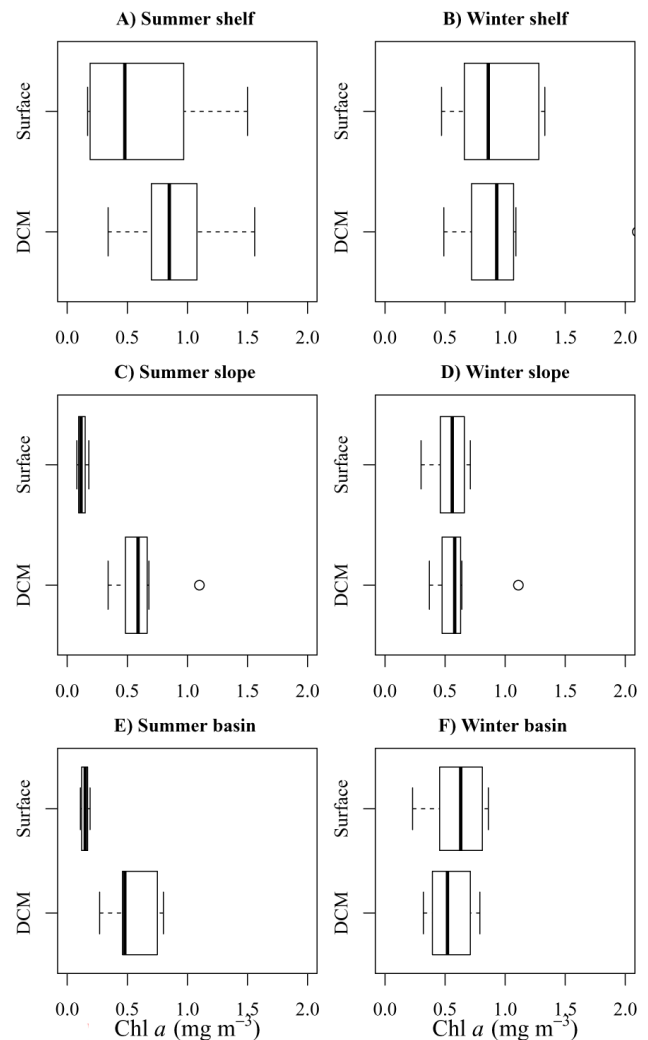 A) Summer shelf
B) Winter shelf
Surface
DCM
0.0 0.5 1.0 1.5 2.0
Surface
DCM
0.0 0.5 1.0 1.5 2.0
C) Summer slope
D) Winter slope
Surface
DCM
0.0 0.5 1.0 1.5 2.0
Surface
DCM
0.0 0.5 1.0 1.5 2.0
E) Summer basin
F) Winter basin
Surface
DCM
0.0 0.5 1.0 1.5 2.0
Chl a (mg m⁻³)
Surface
DCM
0.0 0.5 1.0 1.5 2.0
Chl a (mg m⁻³)